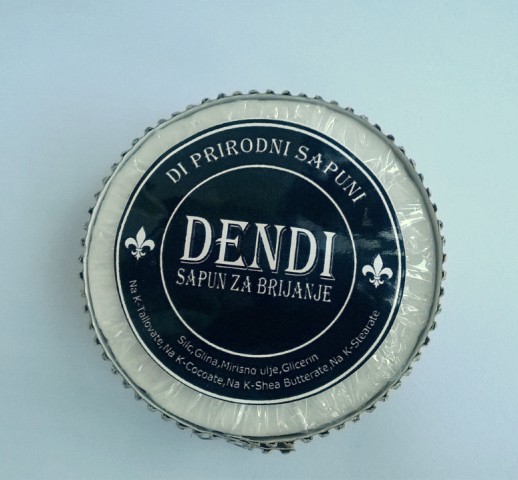 DI PRIRODNI SAPUNI
DENDI
SAPUN ZA BRIJANJE
Silc,Glina,Mirisno ulje,Glicerin
Na K-Tallovate,Na K-Cocoate,Na K-Shea Butterate,Na K-Stearate